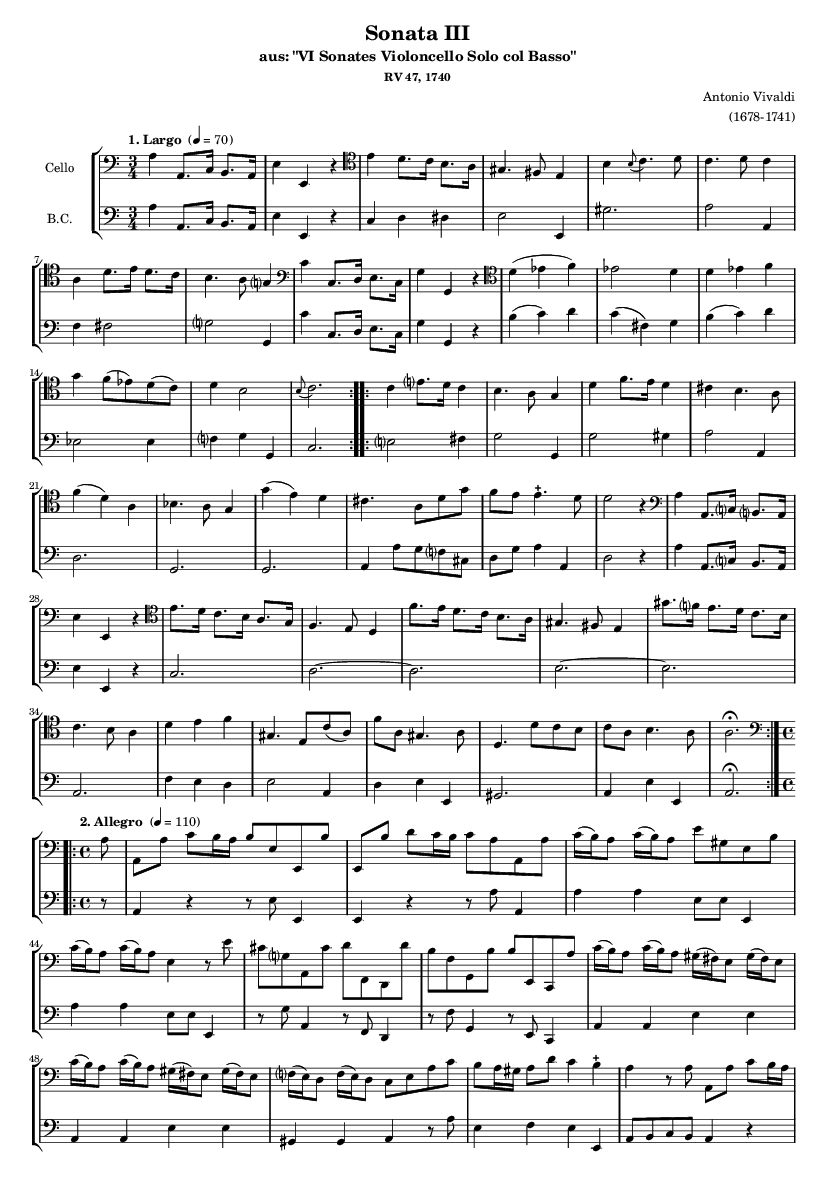 Sonata III
aus: "VI Sonates Violoncello Solo col Basso"
RV 47, 1740
Antonio Vivaldi
(1678-1741)
1. Largo (♩ = 70)
Cello
B.C.
7
14
21
28
34
2. Allegro (♩ = 110)
44
48